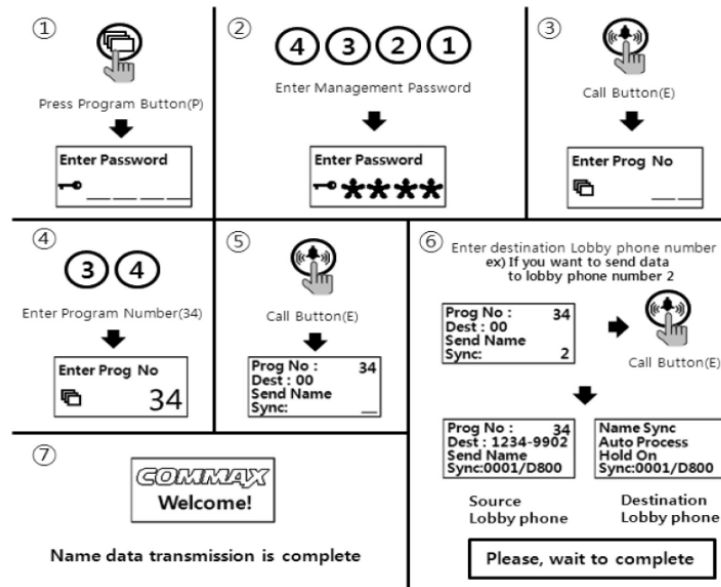 ①
Press Program Button(P)
Enter Password
②
4 3 2 1
Enter Management Password
Enter Password
③
Call Button(E)
Enter Prog No
④
3 4
Enter Program Number(34)
Enter Prog No
34
⑤
Call Button(E)
Prog No : 34
Dest : 00
Send Name
Sync:
⑥ Enter destination Lobby phone number
ex) If you want to send data
to lobby phone number 2
Prog No : 34
Dest : 00
Send Name
Sync: 2
Call Button(E)
Prog No : 34
Dest : 1234-9902
Send Name
Sync:0001/D800
Source
Lobby phone
Name Sync
Auto Process
Hold On
Sync:0001/D800
Destination
Lobby phone
Please, wait to complete
⑦
COMMAX
Welcome!
Name data transmission is complete